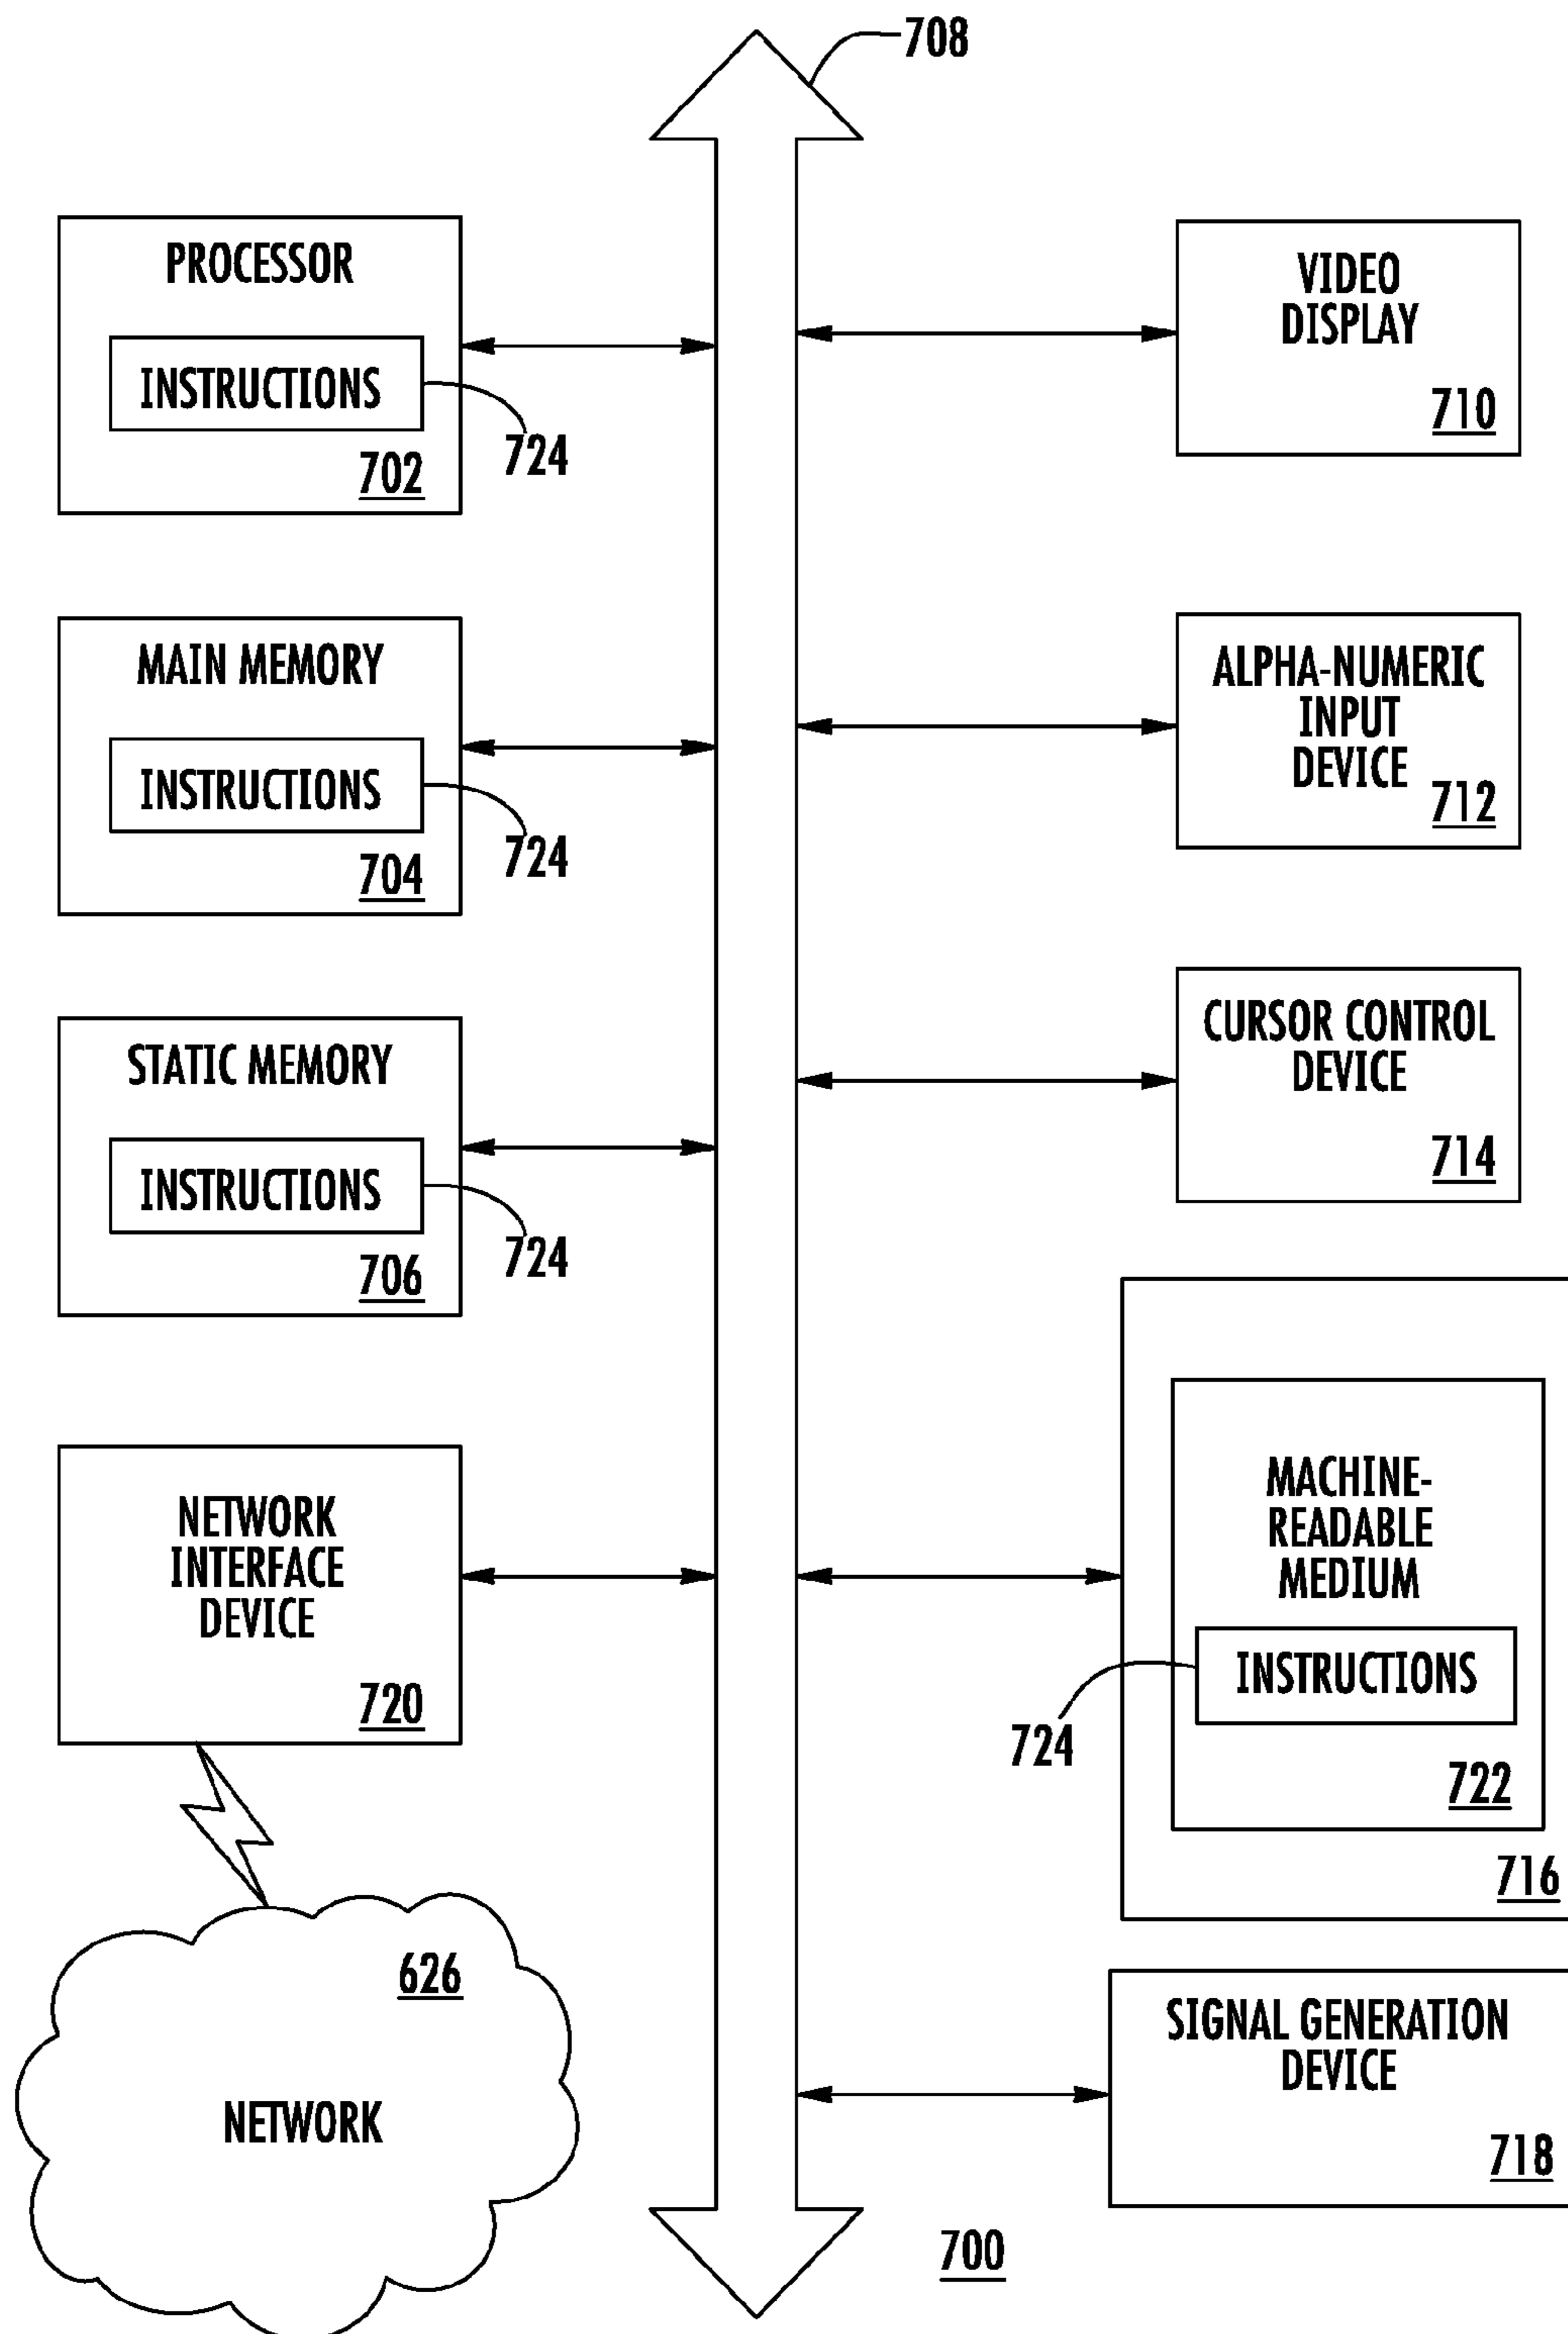 708
PROCESSOR
INSTRUCTIONS
702
724
MAIN MEMORY
INSTRUCTIONS
704
724
STATIC MEMORY
INSTRUCTIONS
706
724
NETWORK
INTERFACE
DEVICE
720
626
NETWORK
VIDEO
DISPLAY
710
ALPHA-NUMERIC
INPUT
DEVICE
712
CURSOR CONTROL
DEVICE
714
MACHINE-
READABLE
MEDIUM
INSTRUCTIONS
724
722
716
SIGNAL GENERATION
DEVICE
718
700